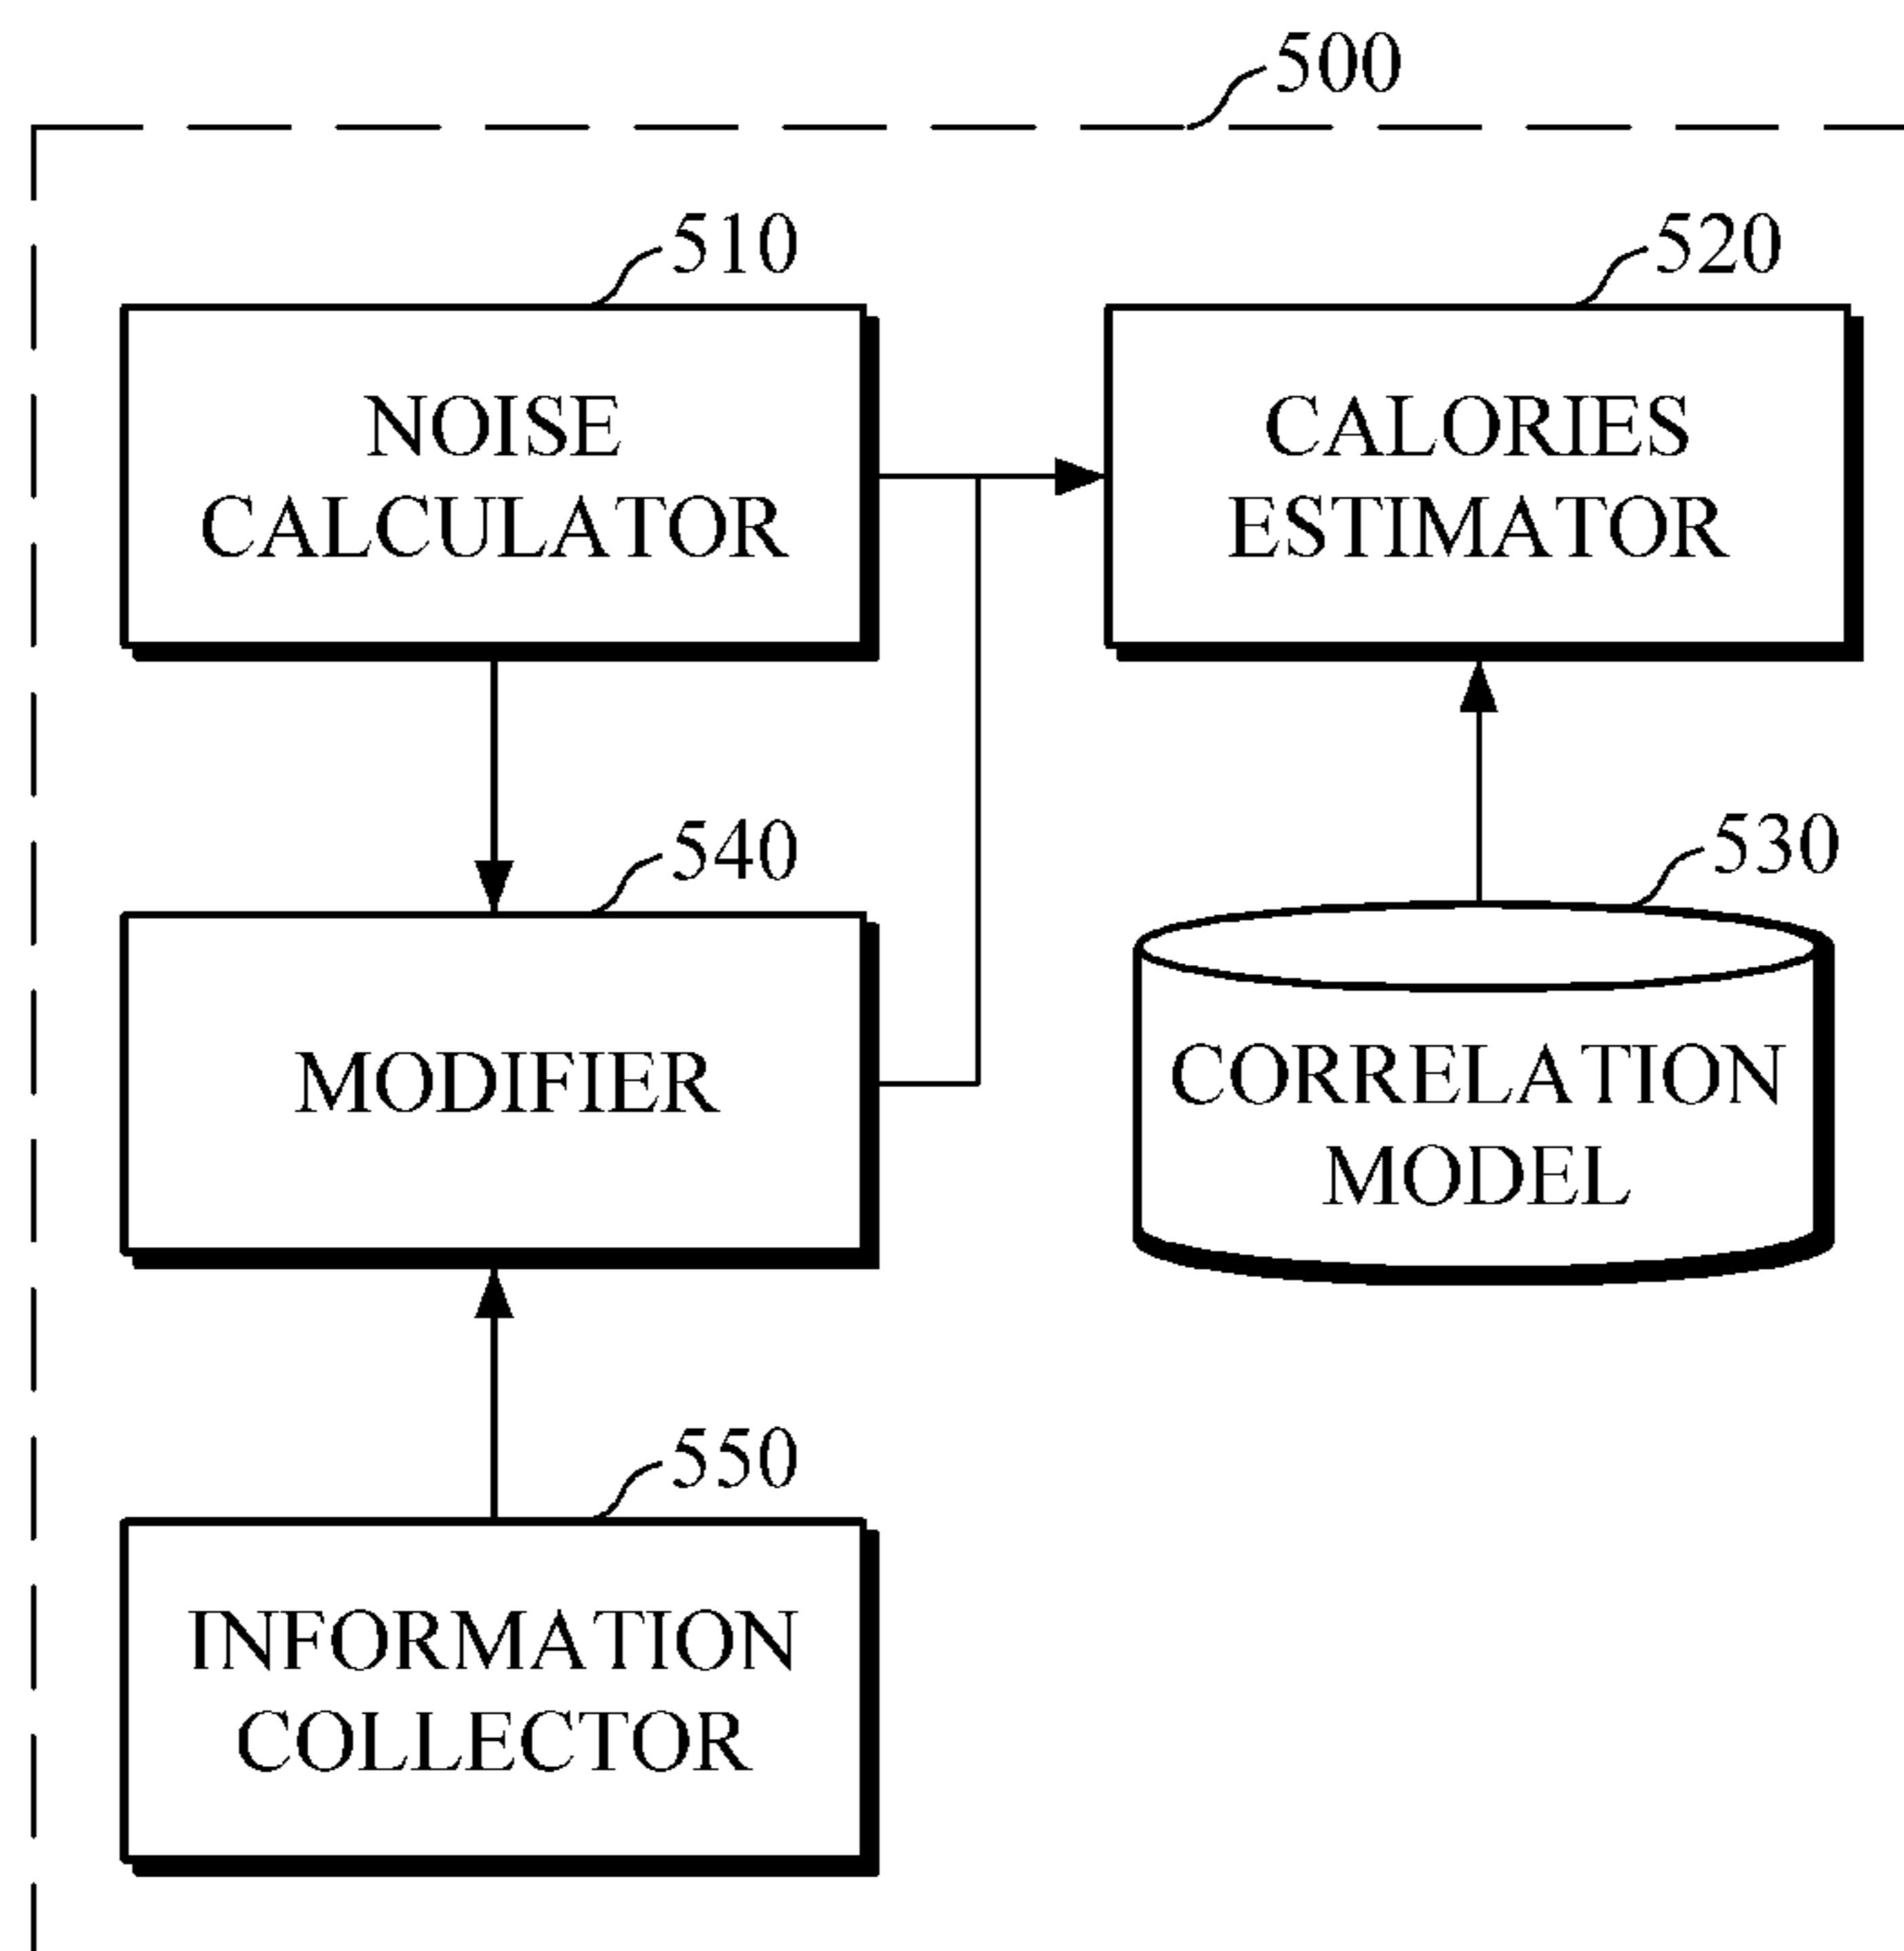 500
510
520
NOISE
CALCULATOR
CALORIES
ESTIMATOR
540
530
MODIFIER
CORRELATION
MODEL
550
INFORMATION
COLLECTOR